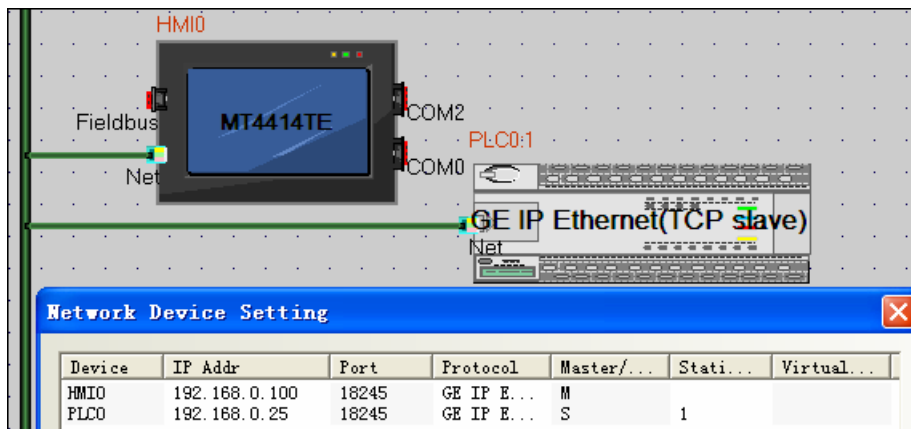 HMI0
Fieldbus
MT4414TE
COM2
Net
COM0
PLC0:1
GE IP Ethernet(TCP slave)
Net
Network Device Setting
Device IP Addr Port Protocol Master/... Stati... Virtual...
HMI0 192.168.0.100 18245 GE IP E... M
PLC0 192.168.0.25 18245 GE IP E... S 1